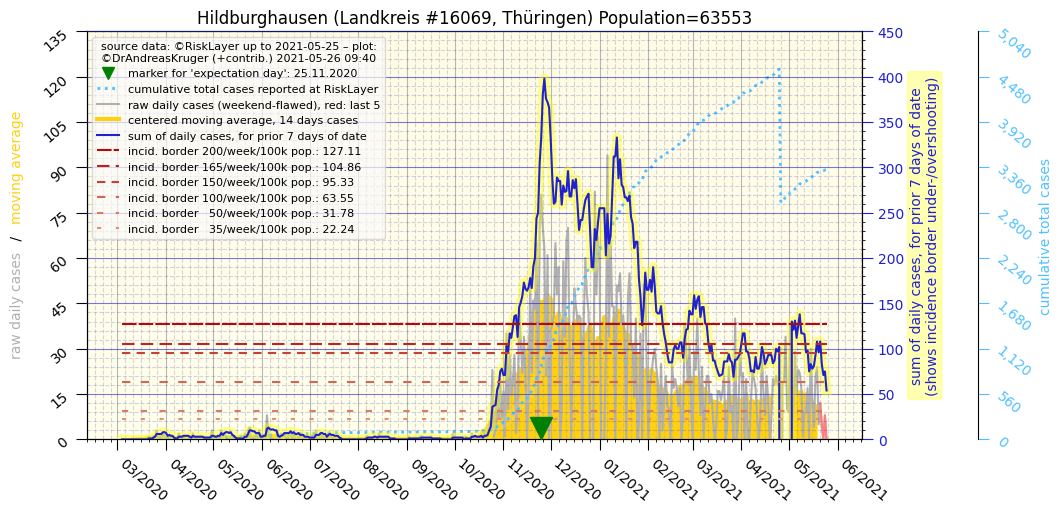 Hildburghausen (Landkreis #16069, Thüringen) Population=63553
source data: ©RiskLayer up to 2021-05-25 – plot:
©DrAndreasKruger (+contrib.) 2021-05-26 09:40
marker for 'expectation day': 25.11.2020
cumulative total cases reported at RiskLayer
raw daily cases (weekend-flawed), red: last 5
centered moving average, 14 days cases
sum of daily cases, for prior 7 days of date
incid. border 200/week/100k pop.: 127.11
incid. border 165/week/100k pop.: 104.86
incid. border 150/week/100k pop.: 95.33
incid. border 100/week/100k pop.: 63.55
incid. border 50/week/100k pop.: 31.78
incid. border 35/week/100k pop.: 22.24
raw daily cases / moving average
135
120
105
90
75
60
45
30
15
0
03/2020
04/2020
05/2020
06/2020
07/2020
08/2020
09/2020
10/2020
11/2020
12/2020
01/2021
02/2021
03/2021
04/2021
05/2021
06/2021
450
400
350
300
250
200
150
100
50
0
sum of daily cases, for prior 7 days of date
(shows incidence border under-/overshooting)
5,040
4,480
3,920
3,360
2,800
2,240
1,680
1,120
560
0
cumulative total cases